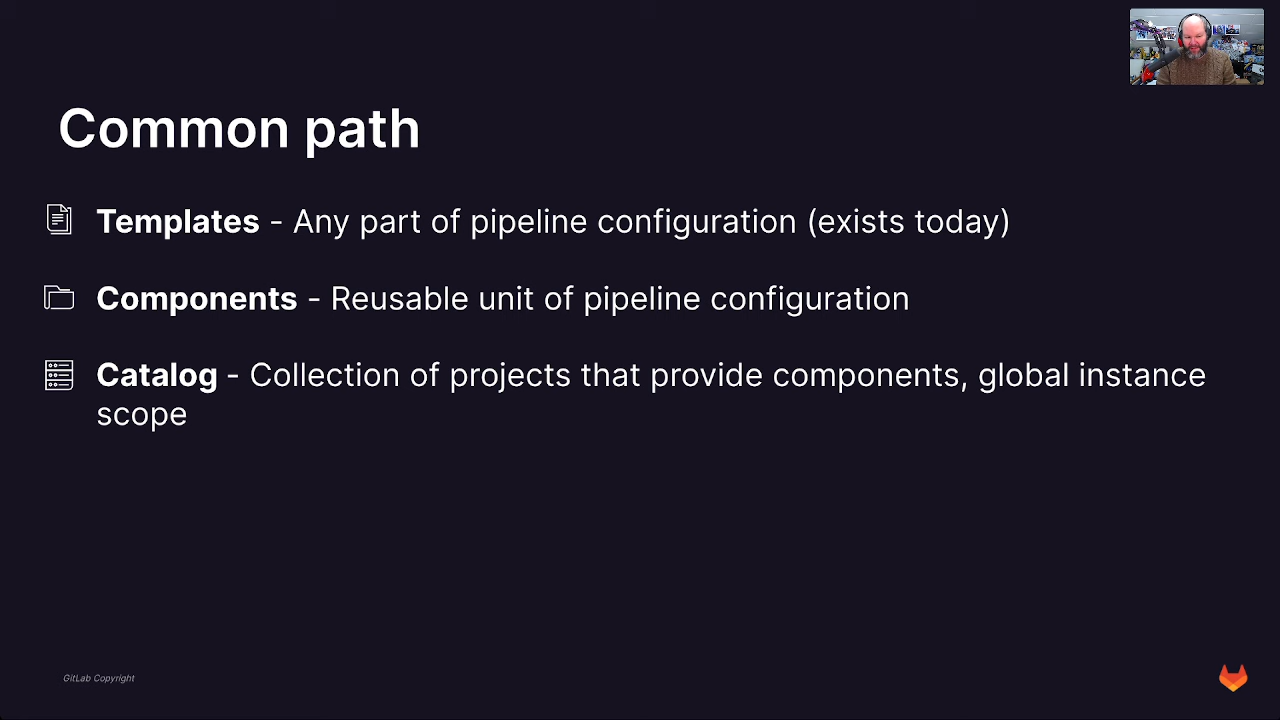 Common path
Templates - Any part of pipeline configuration (exists today)
Components - Reusable unit of pipeline configuration
Catalog - Collection of projects that provide components, global instance
scope
GitLab Copyright